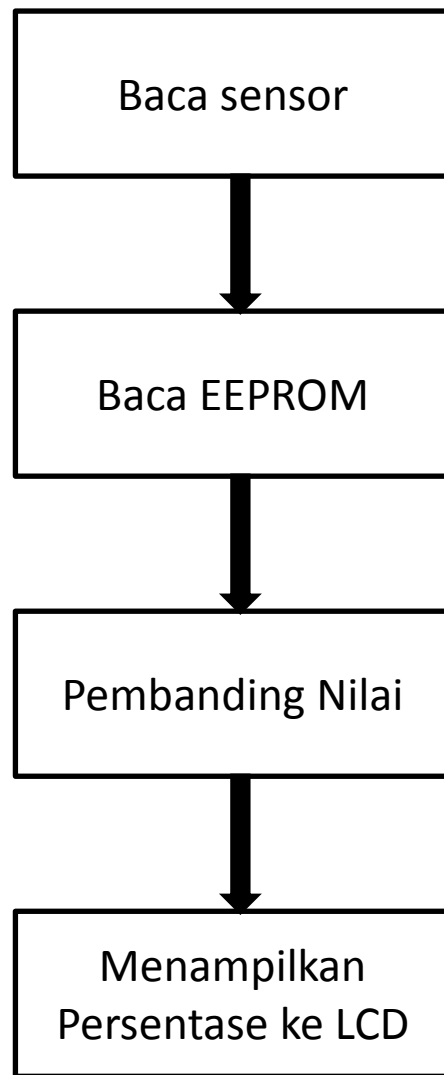 Baca sensor
Baca EEPROM
Pembanding Nilai
Menampilkan
Persentase ke LCD